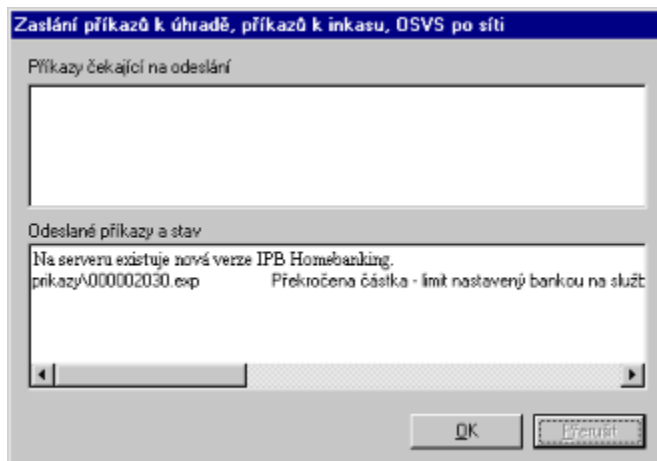 Zaslání příkazů k úhradě, příkazů k inkasu, OSVS po síti
Příkazy čekající na odeslání
Odeslané příkazy a stav
Na serveru existuje nová verze IPB Homebanking.
prikazy\000002030.exp Překročena částka - limit nastavený bankou na služb
OK Přerušit